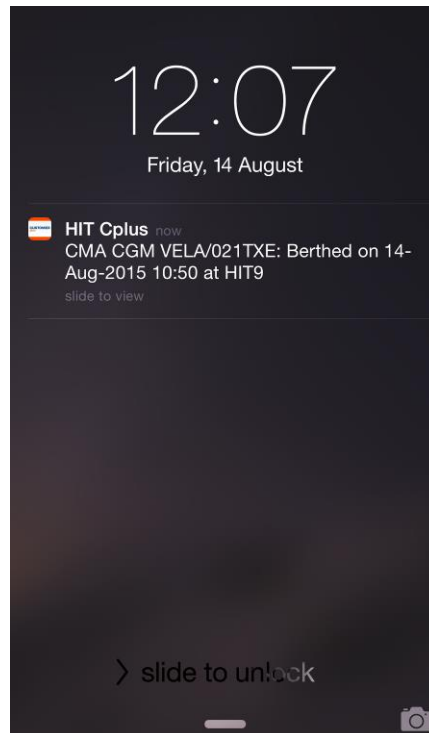 12:07
Friday, 14 August
HIT Cplus now
CMA CGM VELA/021TXE: Berthed on 14-
Aug-2015 10:50 at HIT9
slide to view
> slide to unlock